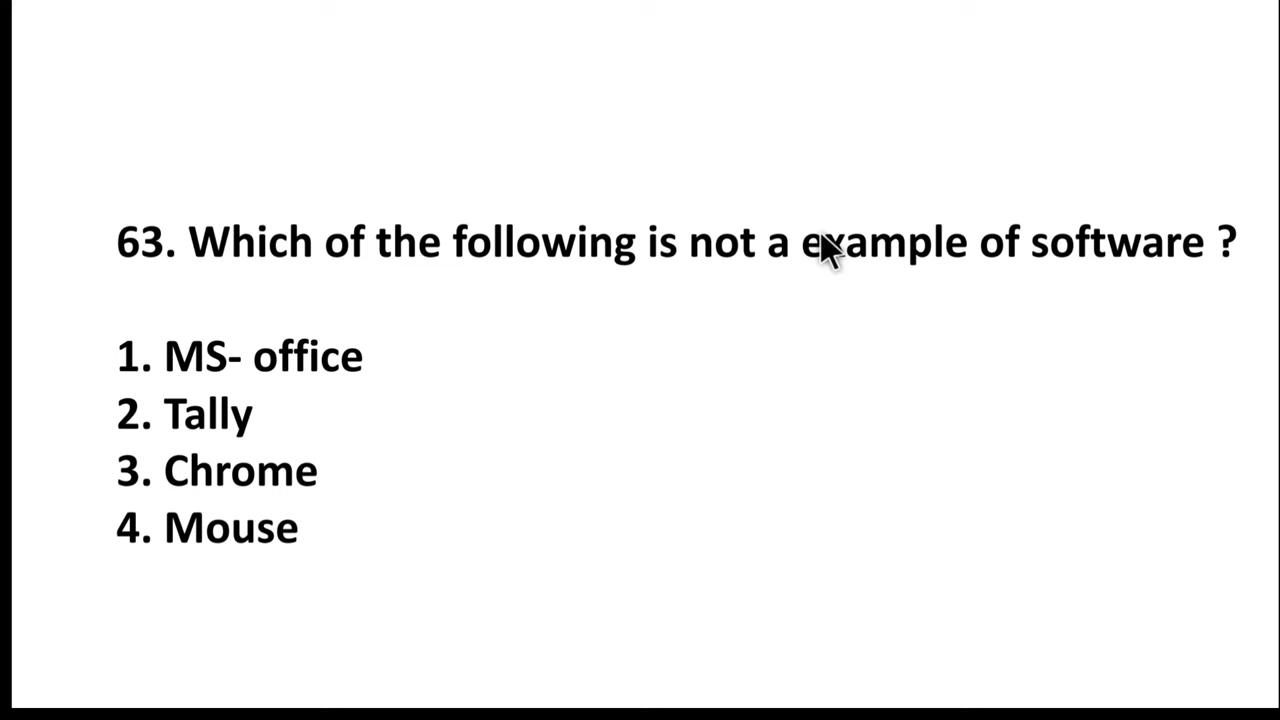 63. Which of the following is not a example of software ?
1. MS- office
2. Tally
3. Chrome
4. Mouse